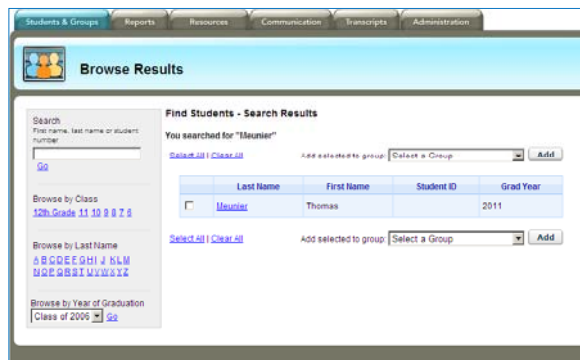 Students & Groups Reports Resources Communication Transcripts Administration
Browse Results
Find Students - Search Results
You searched for "Meunier"
Select All | Clear All Add selected to group: Select a Group Add
Last Name First Name Student ID Grad Year
Meunier Thomas 2011
Select All | Clear All Add selected to group: Select a Group Add
Search
First name, last name or student
number
Go
Browse by Class
12th Grade 11 10 9 8 7 6
Browse by Last Name
A B C D E F G H I J K L M
N O P Q R S T U V W X Y Z
Browse by Year of Graduation
Class of 2006 Go